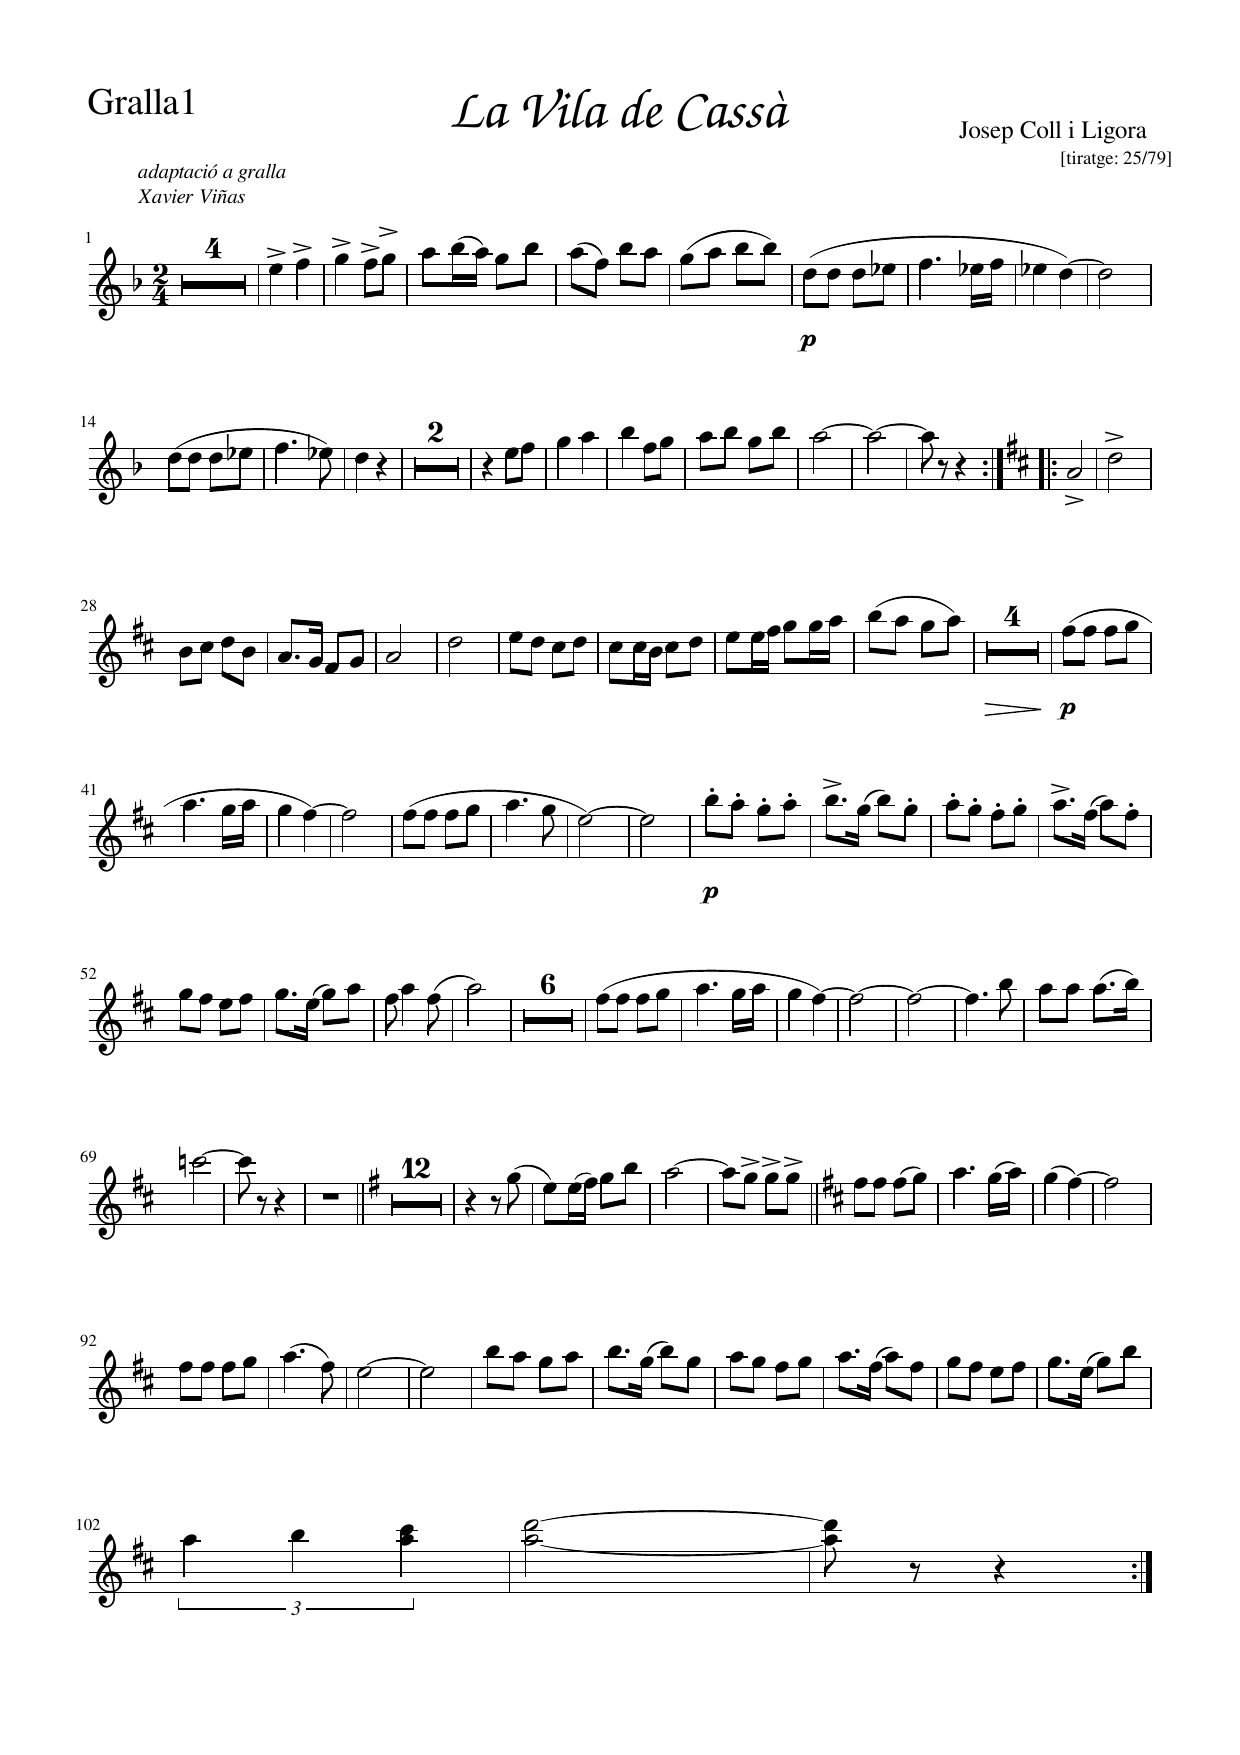 Gralla1
La Vila de Cassà
Josep Coll i Ligora
[tiratge: 25/79]
adaptació a gralla
Xavier Viñas
1
4
2
4
p
14
2
28
4
p
41
p
52
6
69
12
92
102
3